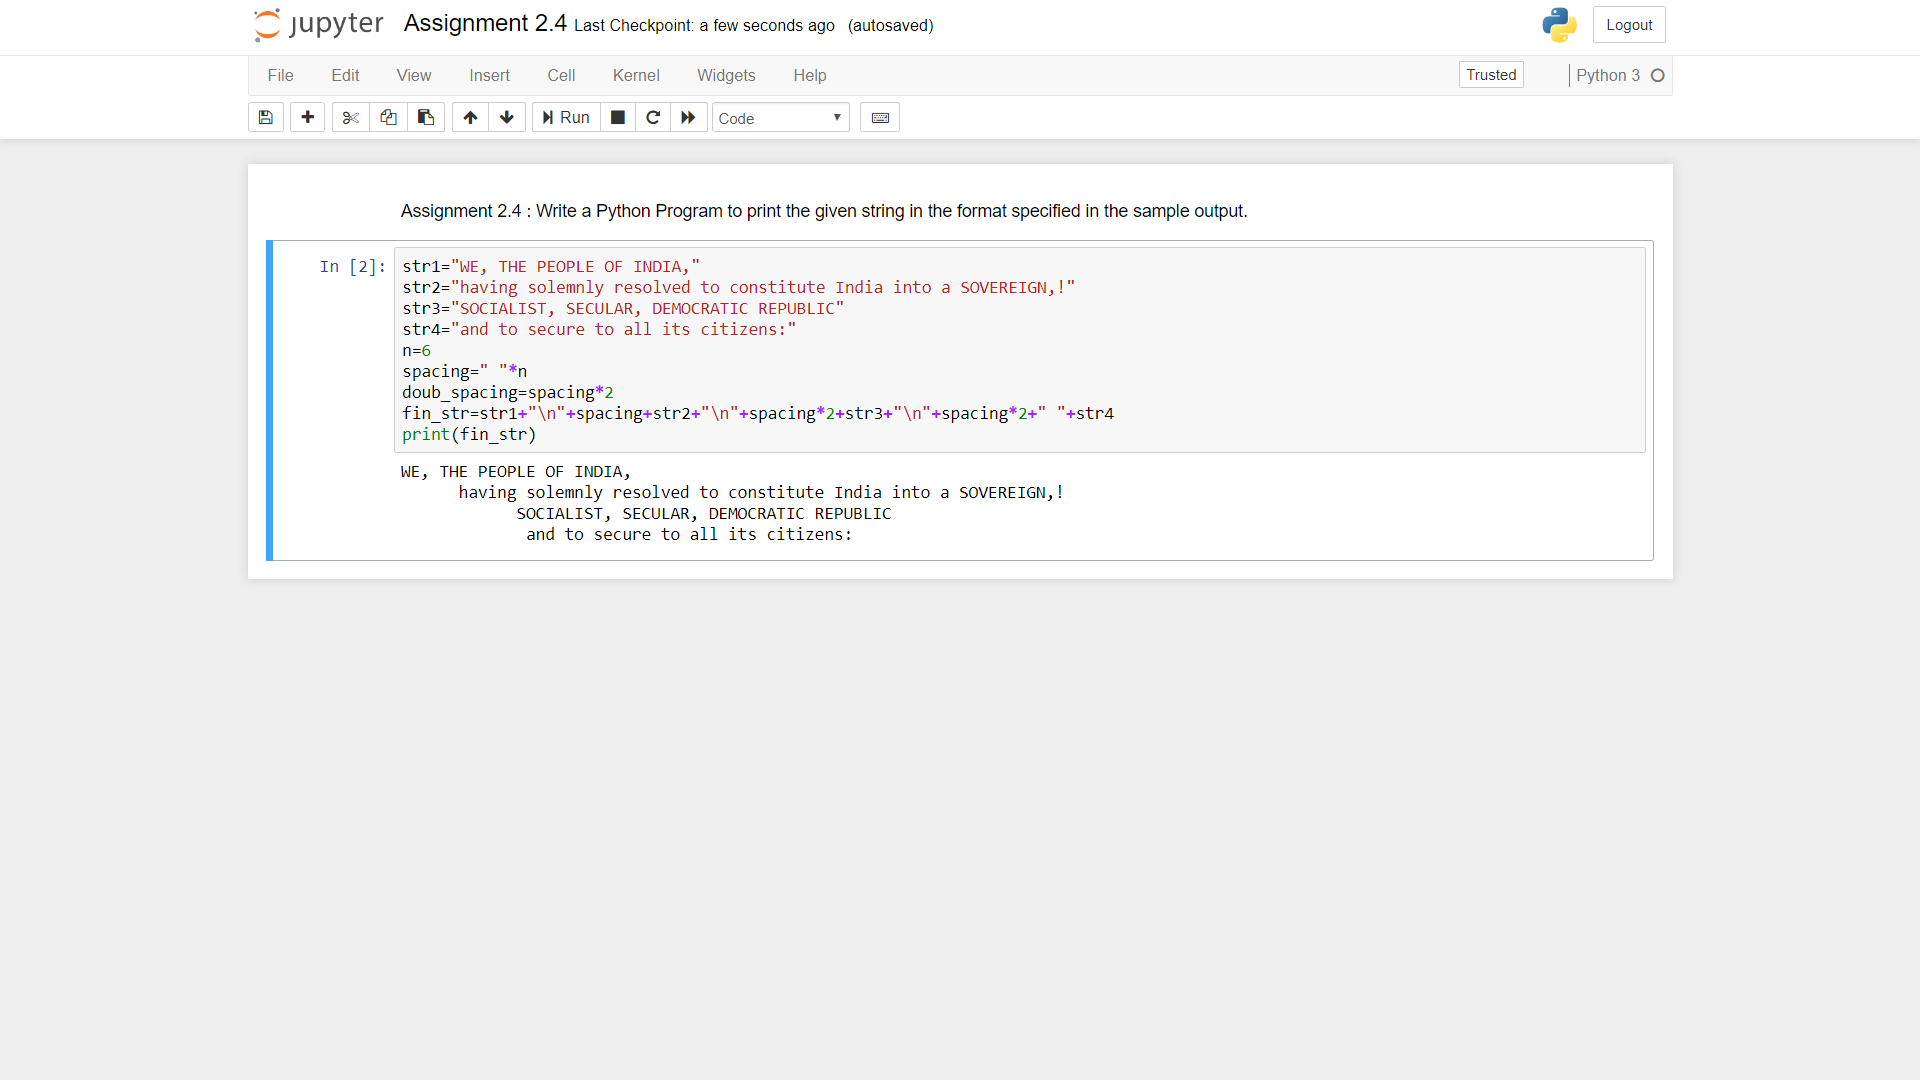 jupyter Assignment 2.4 Last Checkpoint: a few seconds ago (autosaved) Logout
File Edit View Insert Cell Kernel Widgets Help Trusted Python 3
Run Code
Assignment 2.4 : Write a Python Program to print the given string in the format specified in the sample output.
In [2]: str1="WE, THE PEOPLE OF INDIA,"
str2="having solemnly resolved to constitute India into a SOVEREIGN,!"
str3="SOCIALIST, SECULAR, DEMOCRATIC REPUBLIC"
str4="and to secure to all its citizens:"
n=6
spacing=" "*n
doub_spacing=spacing*2
fin_str=str1+"\n"+spacing+str2+"\n"+spacing*2+str3+"\n"+spacing*2+" "+str4
print(fin_str)
WE, THE PEOPLE OF INDIA,
      having solemnly resolved to constitute India into a SOVEREIGN,!
            SOCIALIST, SECULAR, DEMOCRATIC REPUBLIC
             and to secure to all its citizens: